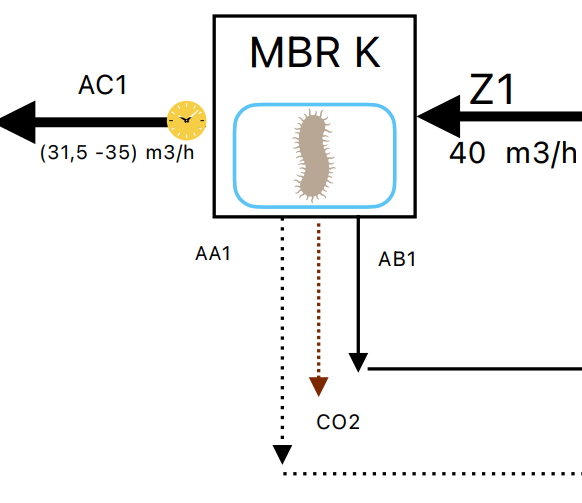 MBR K
AC1
Z1
(31,5 -35) m3/h
40 m3/h
AA1
AB1
CO2